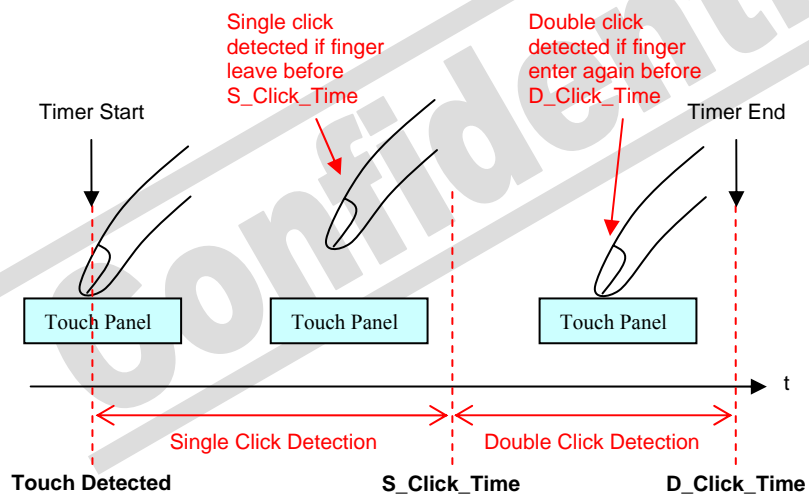 Single click
detected if finger
leave before
S_Click_Time
Double click
detected if finger
enter again before
D_Click_Time
Timer Start
Timer End
Touch Panel
Touch Panel
Touch Panel
t
Single Click Detection
Double Click Detection
Touch Detected
S_Click_Time
D_Click_Time
Confidenti